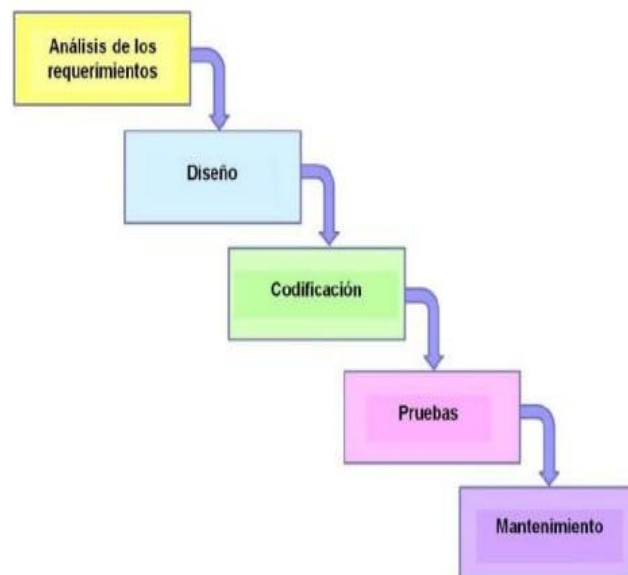 Análisis de los
requerimientos
Diseño
Codificación
Pruebas
Mantenimiento